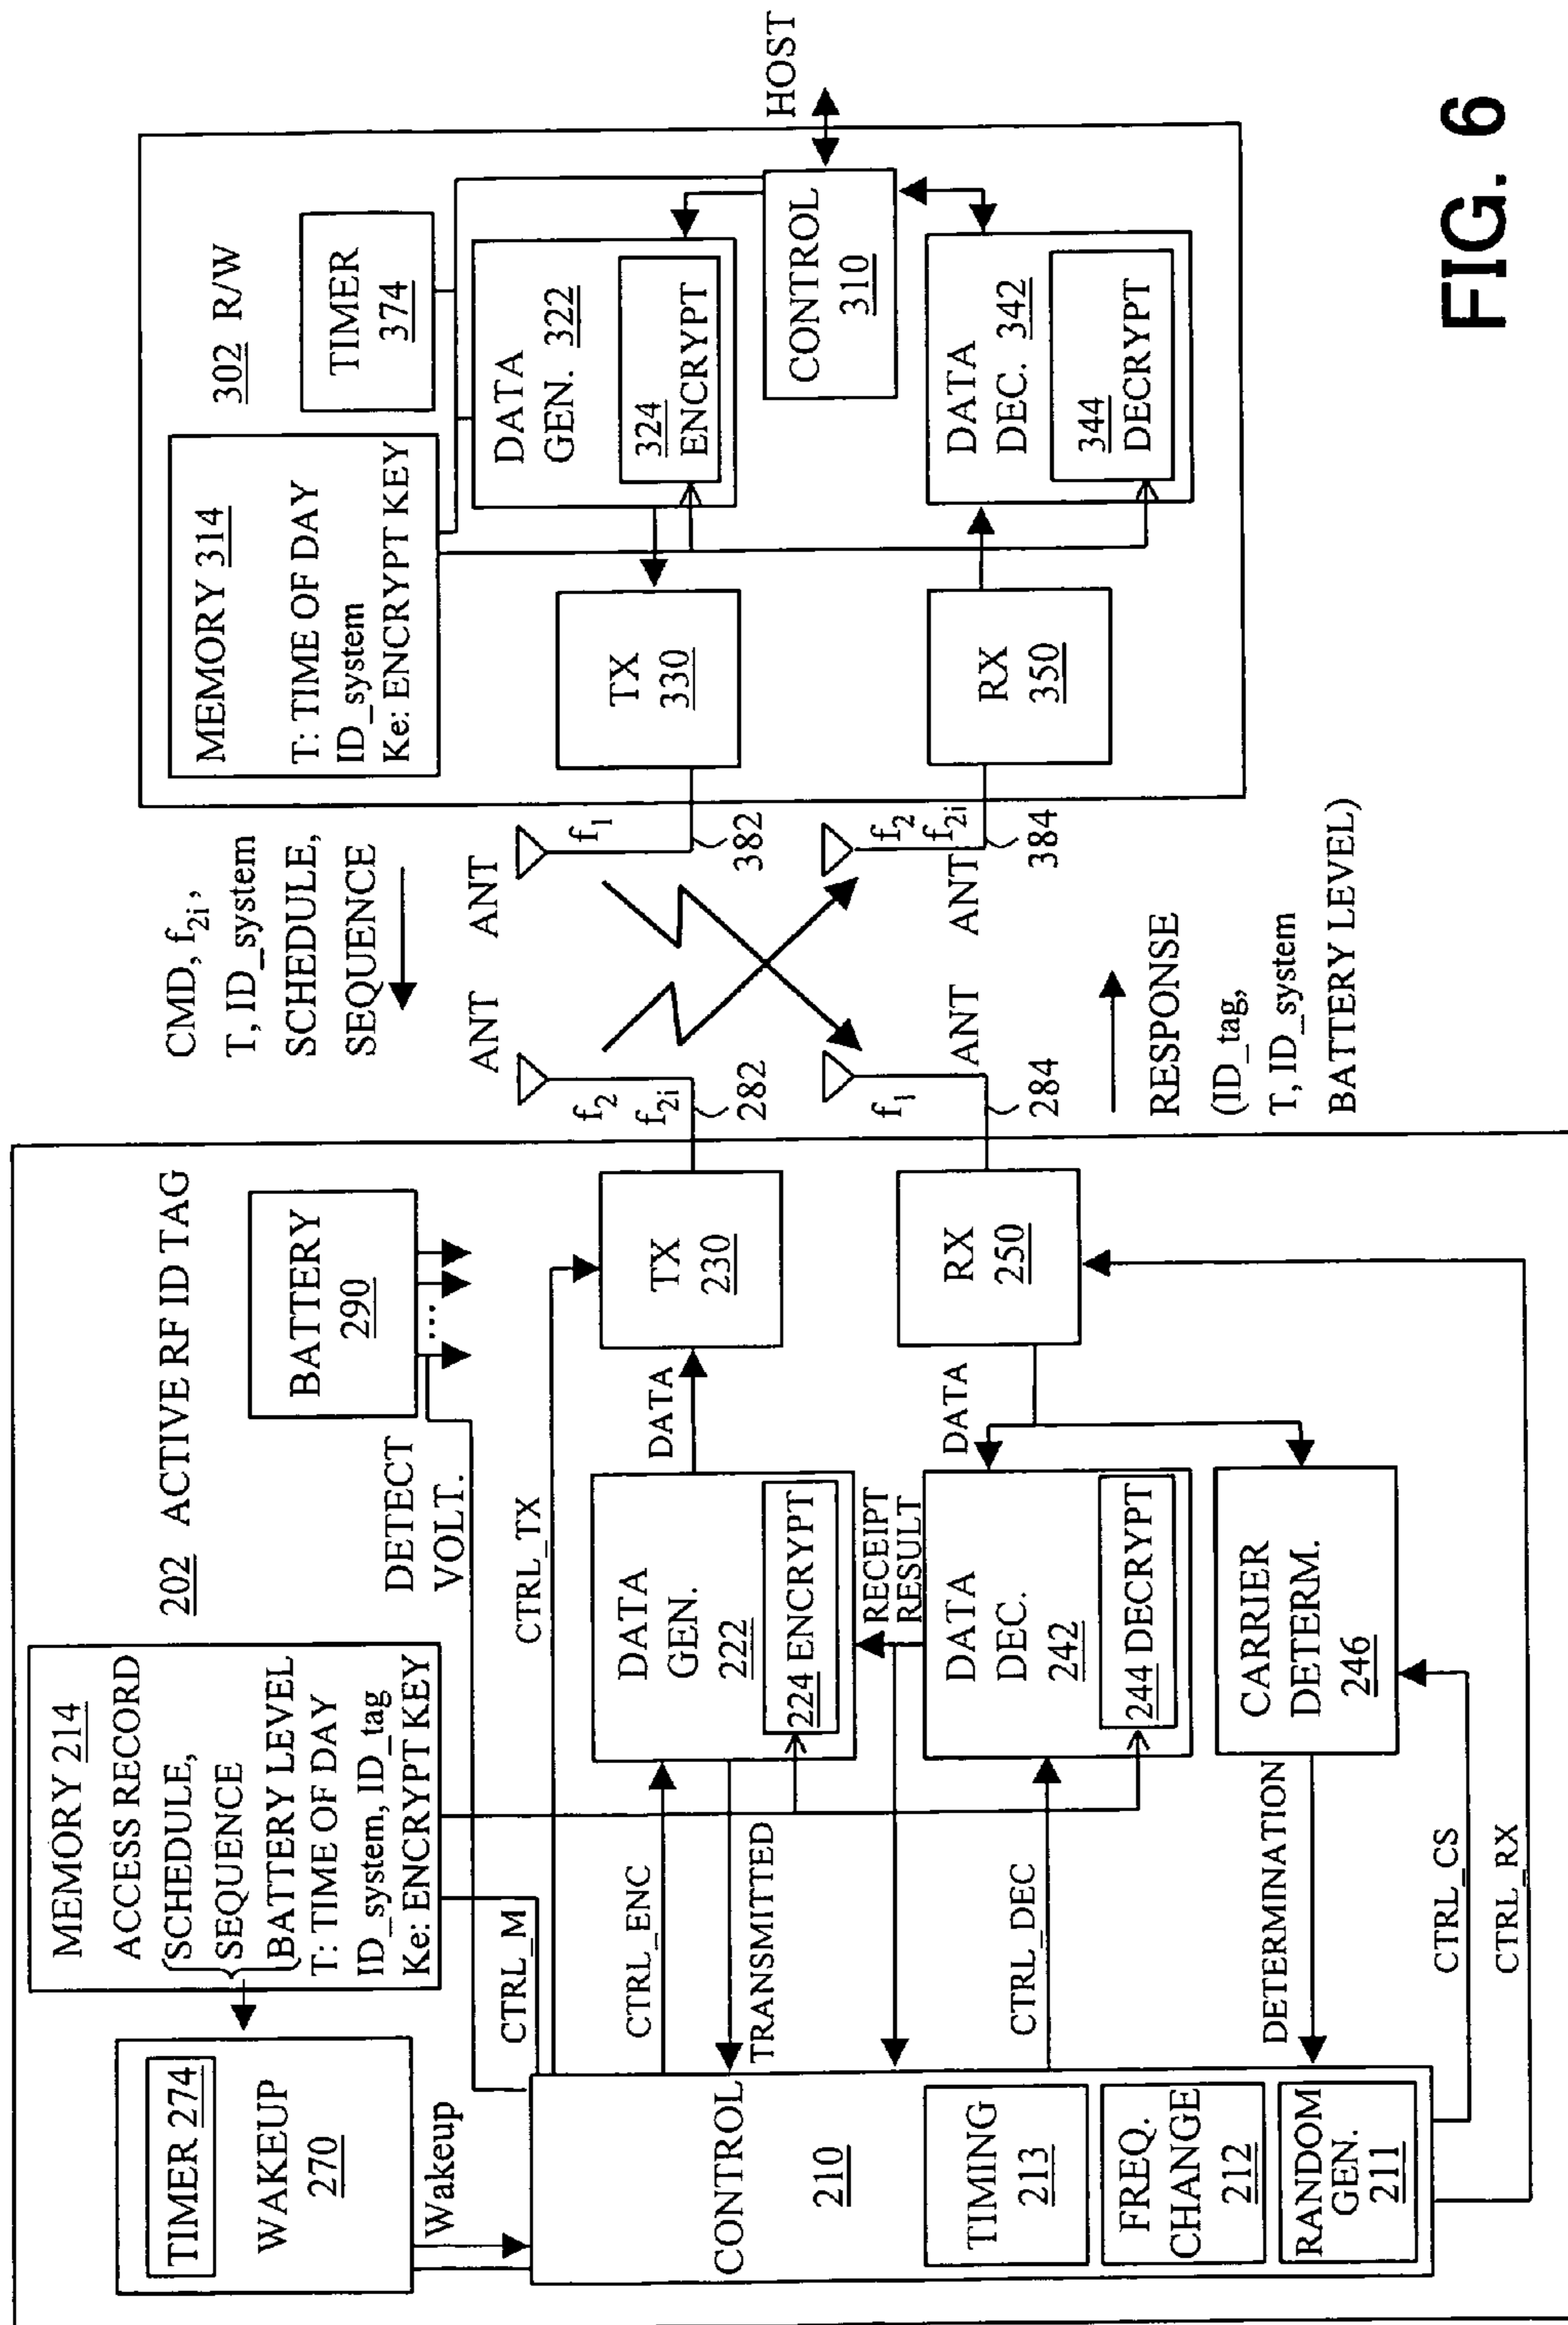 202 ACTIVE RF ID TAG
TIMER 274
WAKEUP
270
Wakeup
MEMORY 214
ACCESS RECORD
SCHEDULE,
SEQUENCE
BATTERY LEVEL
T: TIME OF DAY
ID_system, ID_tag
Ke: ENCRYPT KEY
BATTERY
290
...
DETECT
VOLT.
CTRL_M
CTRL_TX
CTRL_ENC
TRANSMITTED
CTRL_DEC
DETERMINATION
CTRL_CS
CTRL_RX
CONTROL
210
TIMING
213
FREQ.
CHANGE
212
RANDOM
GEN.
211
DATA
GEN.
222
224 ENCRYPT
RECEIPT
RESULT
DATA
DEC.
242
244 DECRYPT
CARRIER
DETERM.
246
DATA
DATA
TX
230
RX
250
f2
f2i
282
f1
284
ANT
ANT
ANT
ANT
CMD, f2i,
T, ID_system
SCHEDULE,
SEQUENCE
RESPONSE
(ID_tag,
T, ID_system
BATTERY LEVEL)
f1
382
f2
f2i
384
302 R/W
MEMORY 314
T: TIME OF DAY
ID_system
Ke: ENCRYPT KEY
TIMER
374
TX
330
RX
350
DATA
GEN. 322
324
ENCRYPT
DATA
DEC. 342
344
DECRYPT
CONTROL
310
HOST
FIG. 6